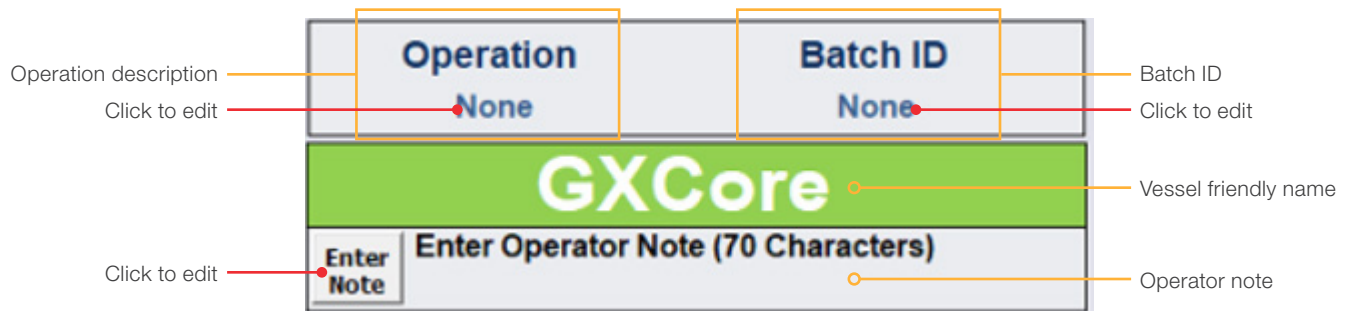 Operation
Batch ID
Operation description
Batch ID
None
None
Click to edit
Click to edit
GXCore
Vessel friendly name
Enter Operator Note (70 Characters)
Enter
Note
Click to edit
Operator note